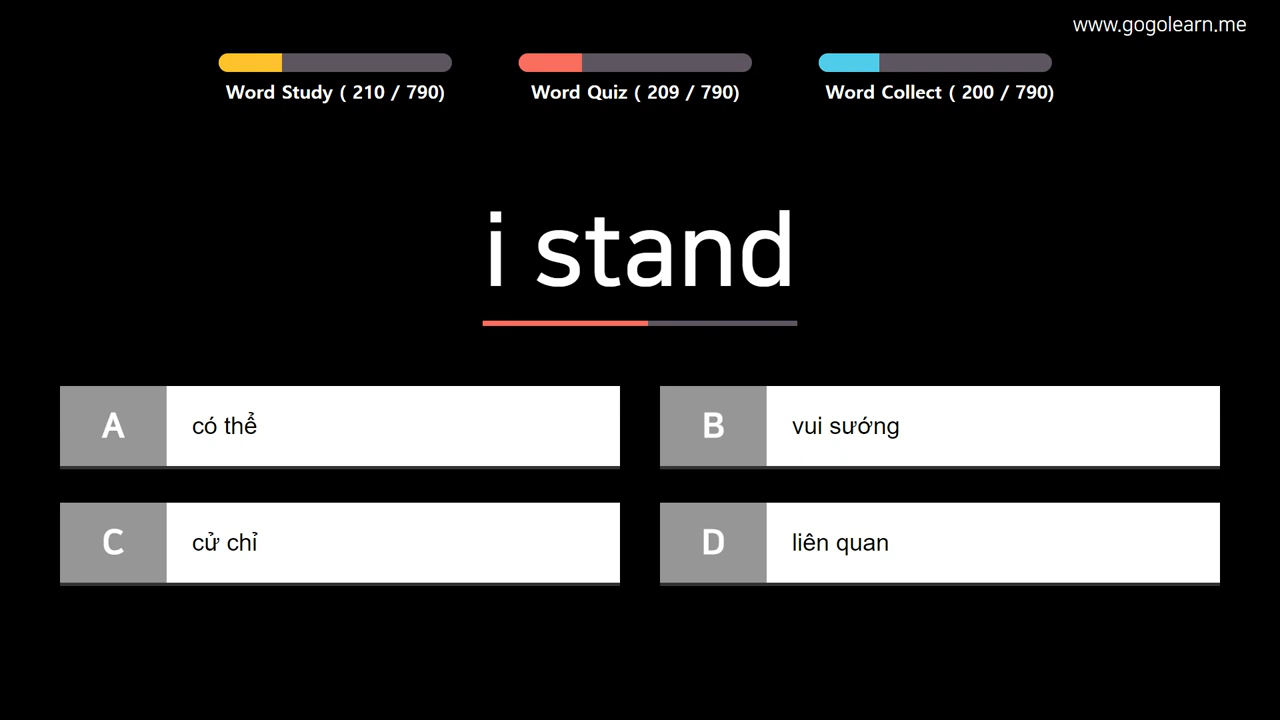 www.gogolearn.me
Word Study ( 210 / 790)
Word Quiz ( 209 / 790)
Word Collect ( 200 / 790)
i stand
A có thể
B vui sướng
C cử chỉ
D liên quan